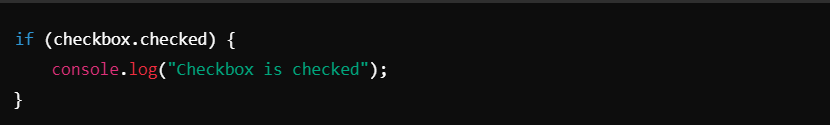 if (checkbox.checked) {
    console.log("Checkbox is checked");
}